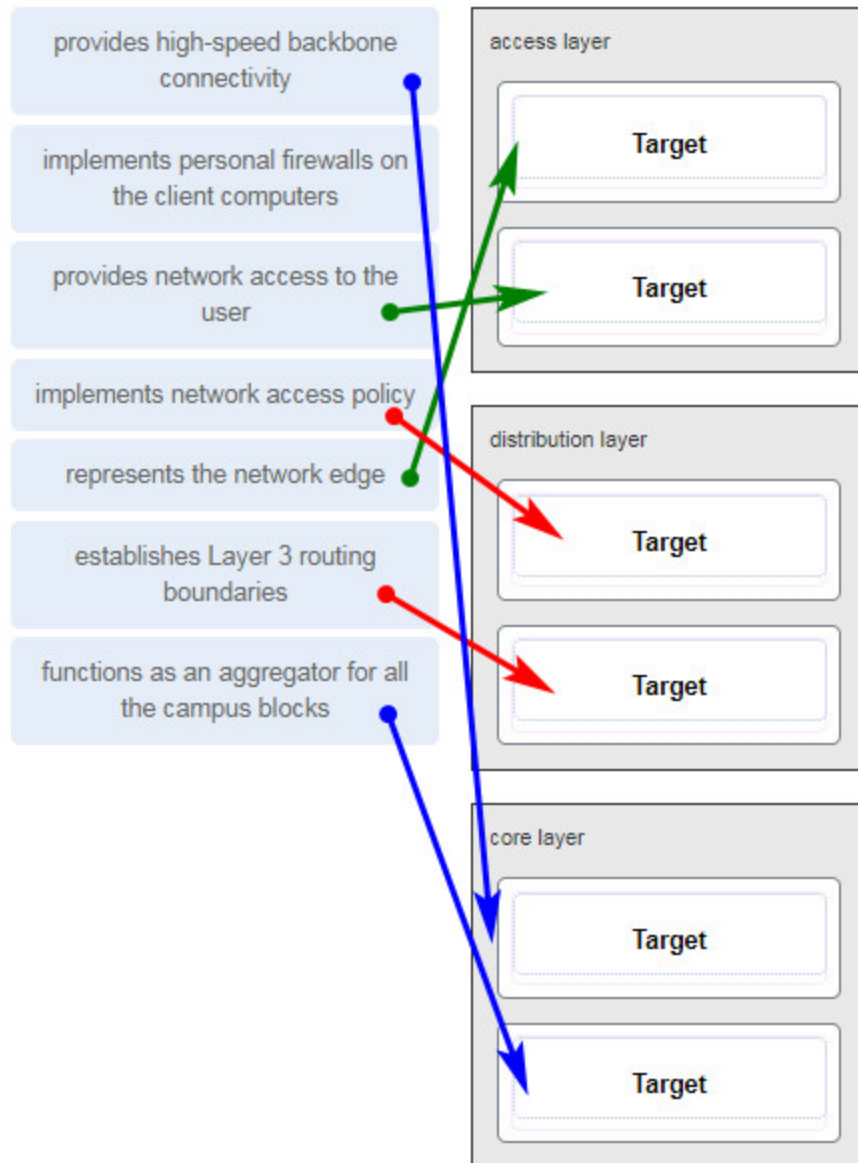 provides high-speed backbone
connectivity
implements personal firewalls on
the client computers
provides network access to the
user
implements network access policy
represents the network edge
establishes Layer 3 routing
boundaries
functions as an aggregator for all
the campus blocks
access layer
Target
Target
distribution layer
Target
Target
core layer
Target
Target